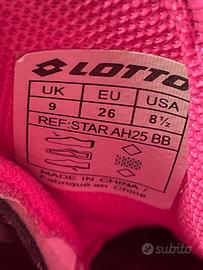 LOTTO
UK EU USA
9 26 8½
REF:STAR AH25 BB
MADE IN CHINA /
Fabriqué en Chine
subito